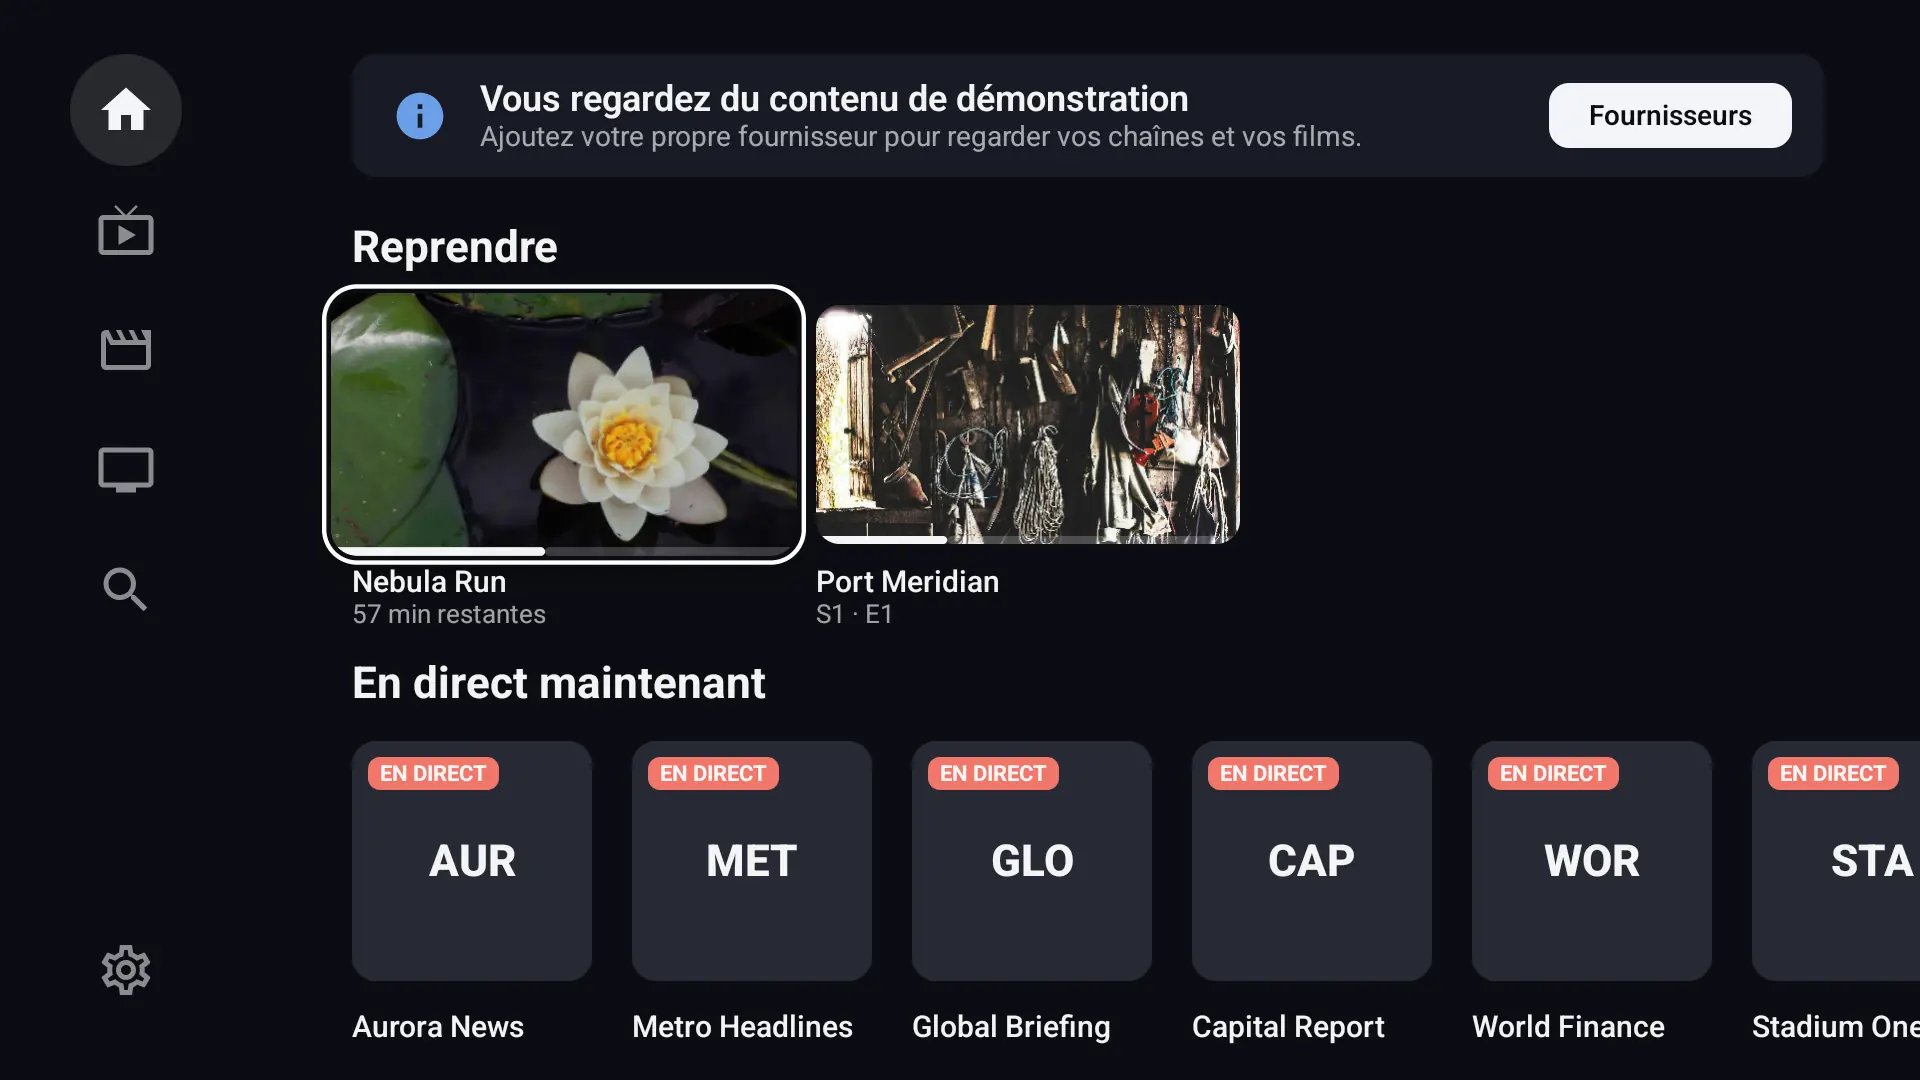 Vous regardez du contenu de démonstration
Ajoutez votre propre fournisseur pour regarder vos chaînes et vos films.
Fournisseurs
Reprendre
Nebula Run
57 min restantes
Port Meridian
S1 · E1
En direct maintenant
EN DIRECT
AUR
Aurora News
EN DIRECT
MET
Metro Headlines
EN DIRECT
GLO
Global Briefing
EN DIRECT
CAP
Capital Report
EN DIRECT
WOR
World Finance
EN DIRECT
STA
Stadium One